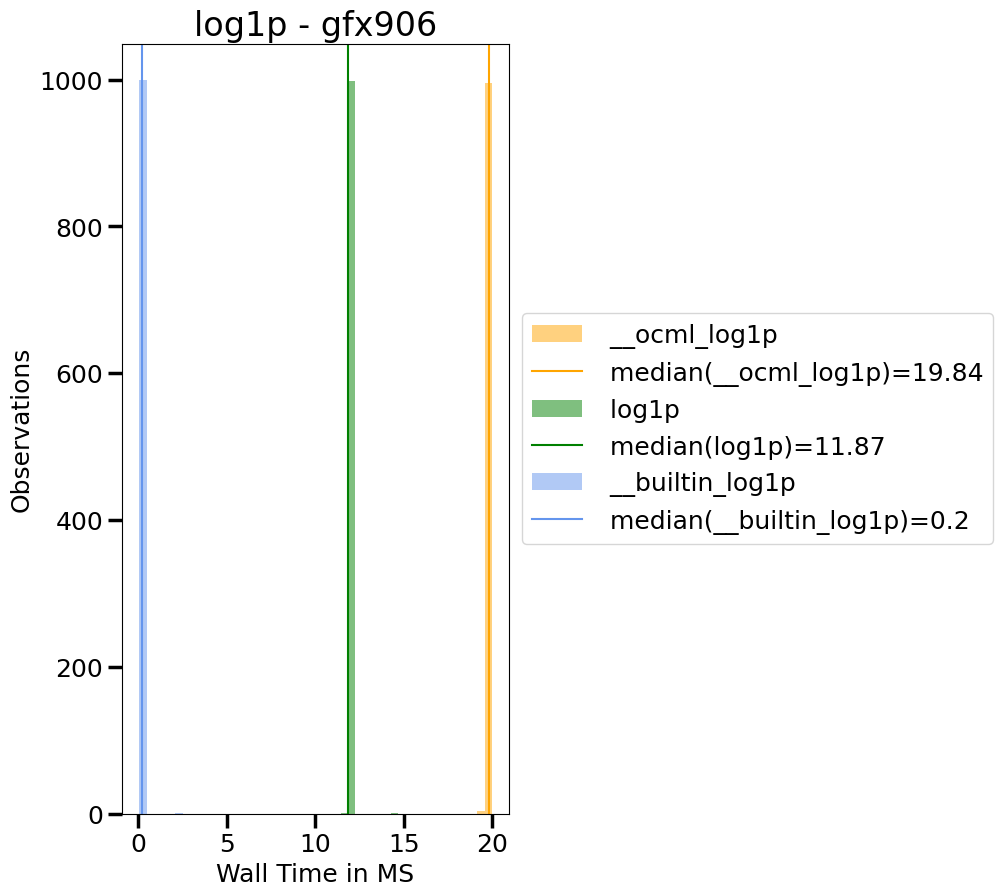 log1p - gfx906
Observations
1000
800
600
400
200
0
0 5 10 15 20
Wall Time in MS
__ocml_log1p
median(__ocml_log1p)=19.84
log1p
median(log1p)=11.87
__builtin_log1p
median(__builtin_log1p)=0.2